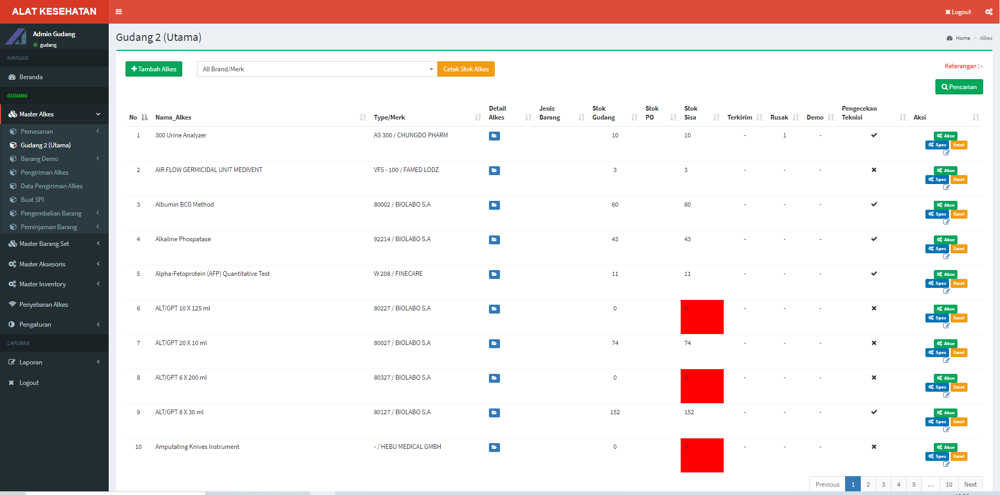 ALAT KESEHATAN
Logout
Admin Gudang
gudang
NAVIGASI
Beranda
GUDANG
Master Alkes
Pemesanan
Gudang 2 (Utama)
Barang Demo
Pengiriman Alkes
Data Pengiriman Alkes
Buat SPI
Pengembalian Barang
Peminjaman Barang
Master Barang Set
Master Aksesoris
Master Inventory
Penyebaran Alkes
Pengaturan
LAPORAN
Laporan
Logout
Gudang 2 (Utama)
Home > Alkes
Tambah Alkes All Brand/Merk Cetak Stok Alkes
Keterangan : -
Pencarian
No Nama_Alkes Type/Merk Detail Alkes Jenis Barang Stok Gudang Stok PO Stok Sisa Terkirim Rusak Demo Pengecekan Teknisi Aksi
1 300 Urine Analyzer AS 300 / CHUNGDO PHARM 10 10 - 1 - Akse
Spes Excel
2 AIR FLOW GERMICIDAL UNIT MEDIVENT VFS - 100 / FAMED LODZ 3 3 - - - Akse
Spes Excel
3 Albumin BCG Method 80002 / BIOLABO S.A 60 60 - - - Akse
Spes Excel
4 Alkaline Phospatase 92214 / BIOLABO S.A 43 43 - - - Akse
Spes Excel
5 Alpha-Fetoprotein (AFP) Quantitative Test W 208 / FINECARE 11 11 - - - Akse
Spes Excel
6 ALT/GPT 10 X 125 ml 80227 / BIOLABO S.A 0 0 - - - Akse
Spes Excel
7 ALT/GPT 20 X 10 ml 80027 / BIOLABO S.A 74 74 - - - Akse
Spes Excel
8 ALT/GPT 6 X 200 ml 80327 / BIOLABO S.A 0 0 - - - Akse
Spes Excel
9 ALT/GPT 8 X 30 ml 80127 / BIOLABO S.A 152 152 - - - Akse
Spes Excel
10 Amputating Knives Instrument - / HEBU MEDICAL GMBH 0 0 - - - Akse
Spes Excel
Previous 1 2 3 4 5 … 10 Next